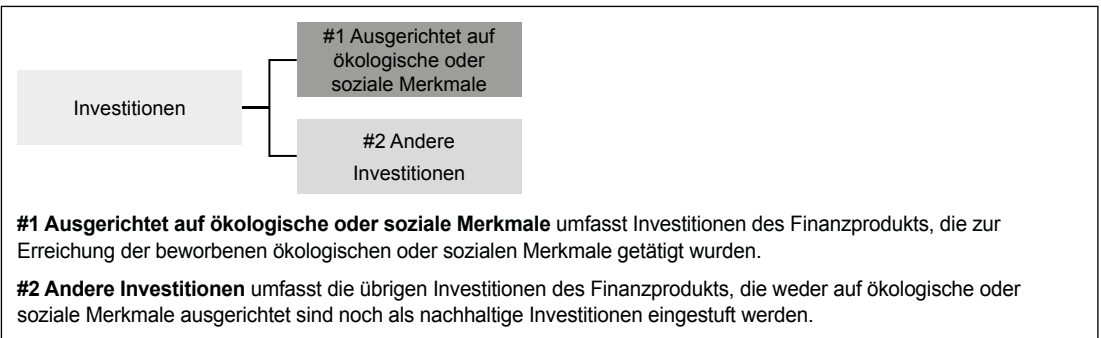 #1 Ausgerichtet auf
ökologische oder
soziale Merkmale
Investitionen
#2 Andere
Investitionen
#1 Ausgerichtet auf ökologische oder soziale Merkmale umfasst Investitionen des Finanzprodukts, die zur
Erreichung der beworbenen ökologischen oder sozialen Merkmale getätigt wurden.
#2 Andere Investitionen umfasst die übrigen Investitionen des Finanzprodukts, die weder auf ökologische oder
soziale Merkmale ausgerichtet sind noch als nachhaltige Investitionen eingestuft werden.